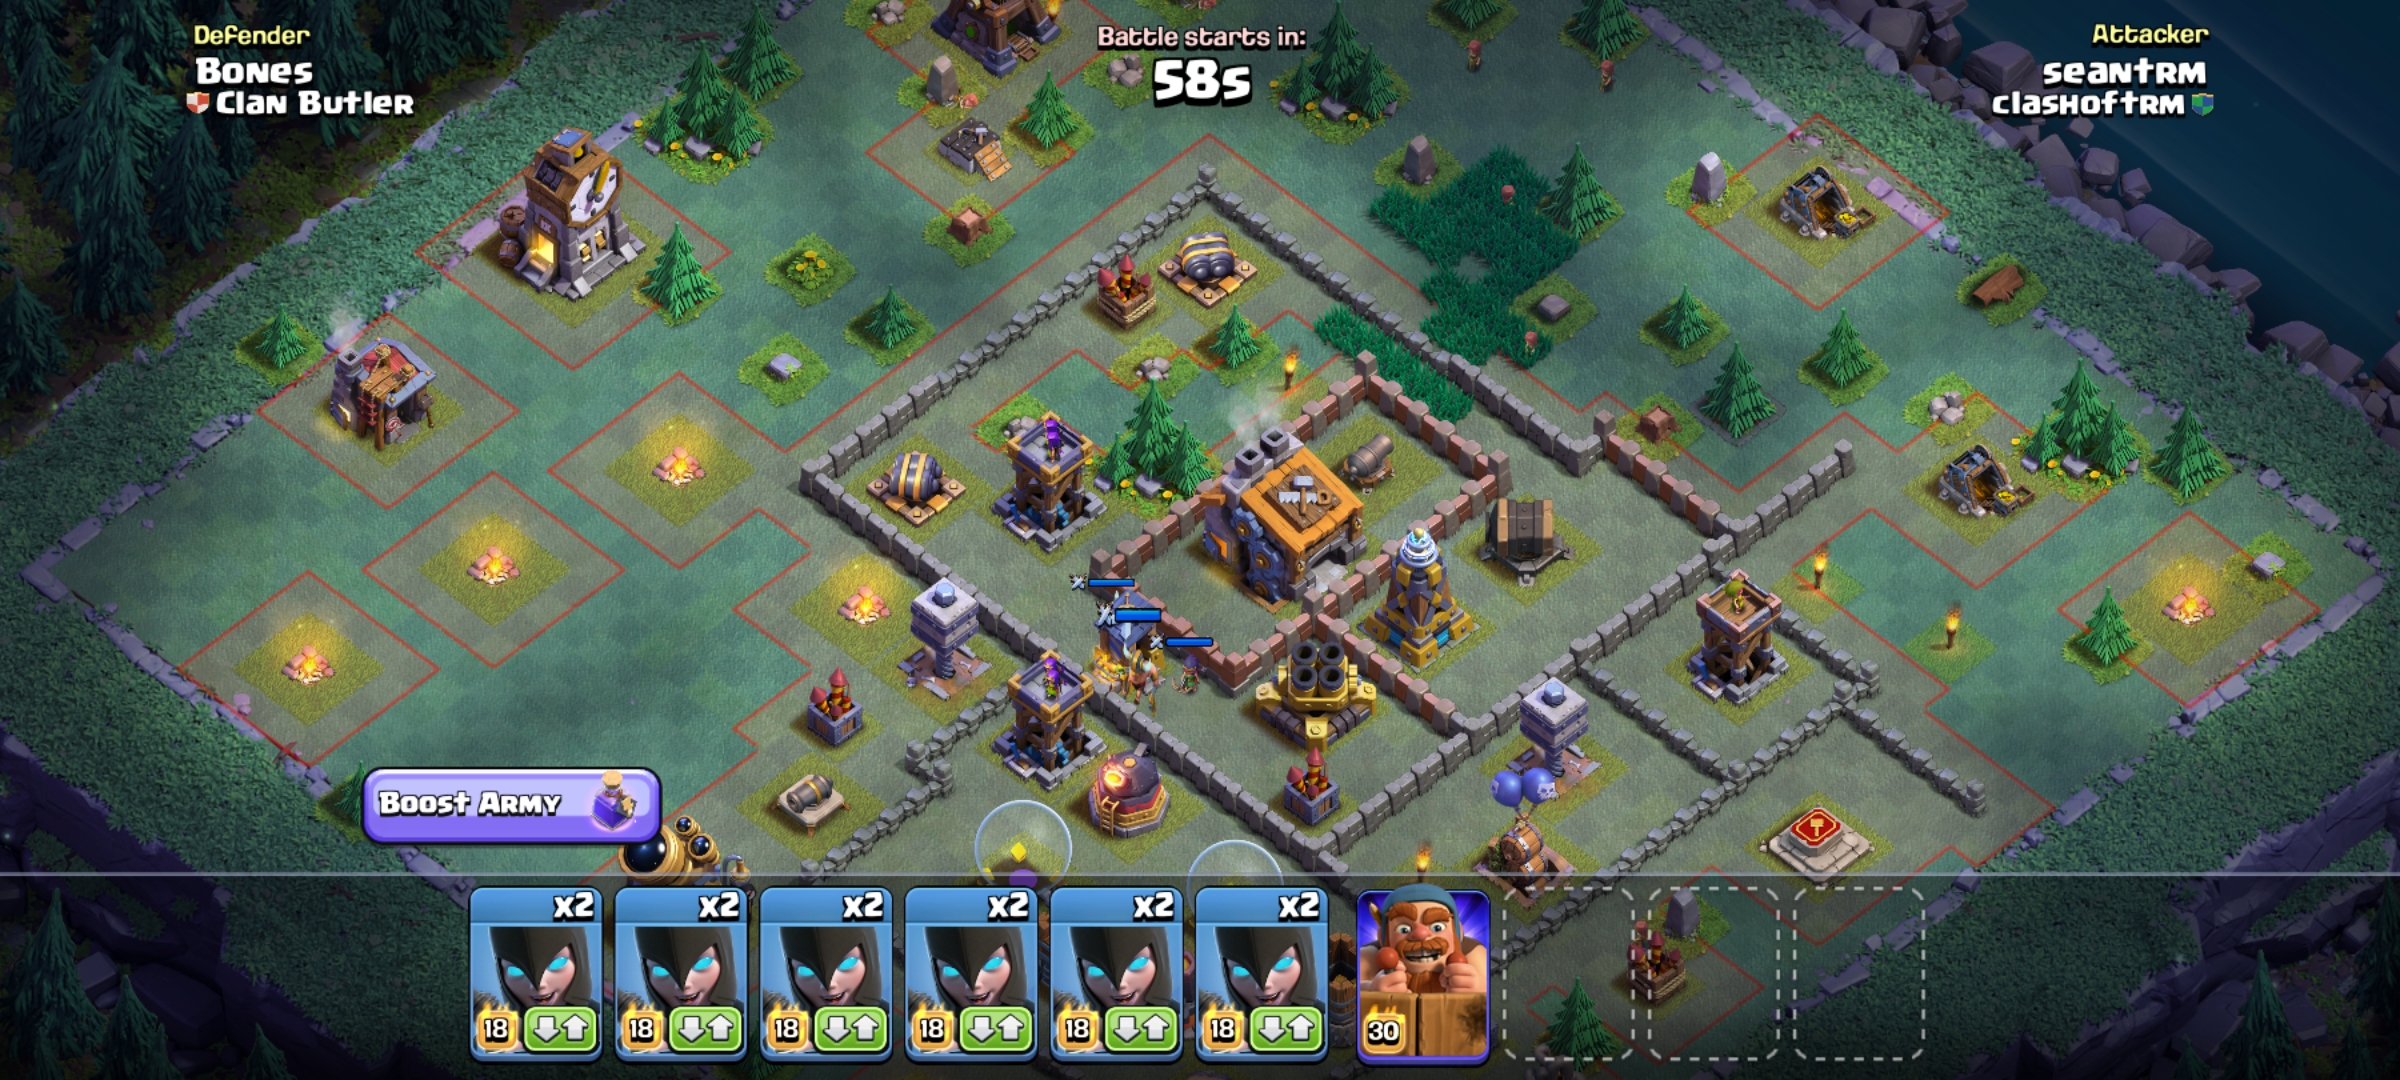 Defender
Bones
Clan Butler
Battle starts in:
58s
Attacker
seantRM
clashoftRM
Boost Army
x2
x2
x2
x2
x2
x2
18
18
18
18
18
18
30